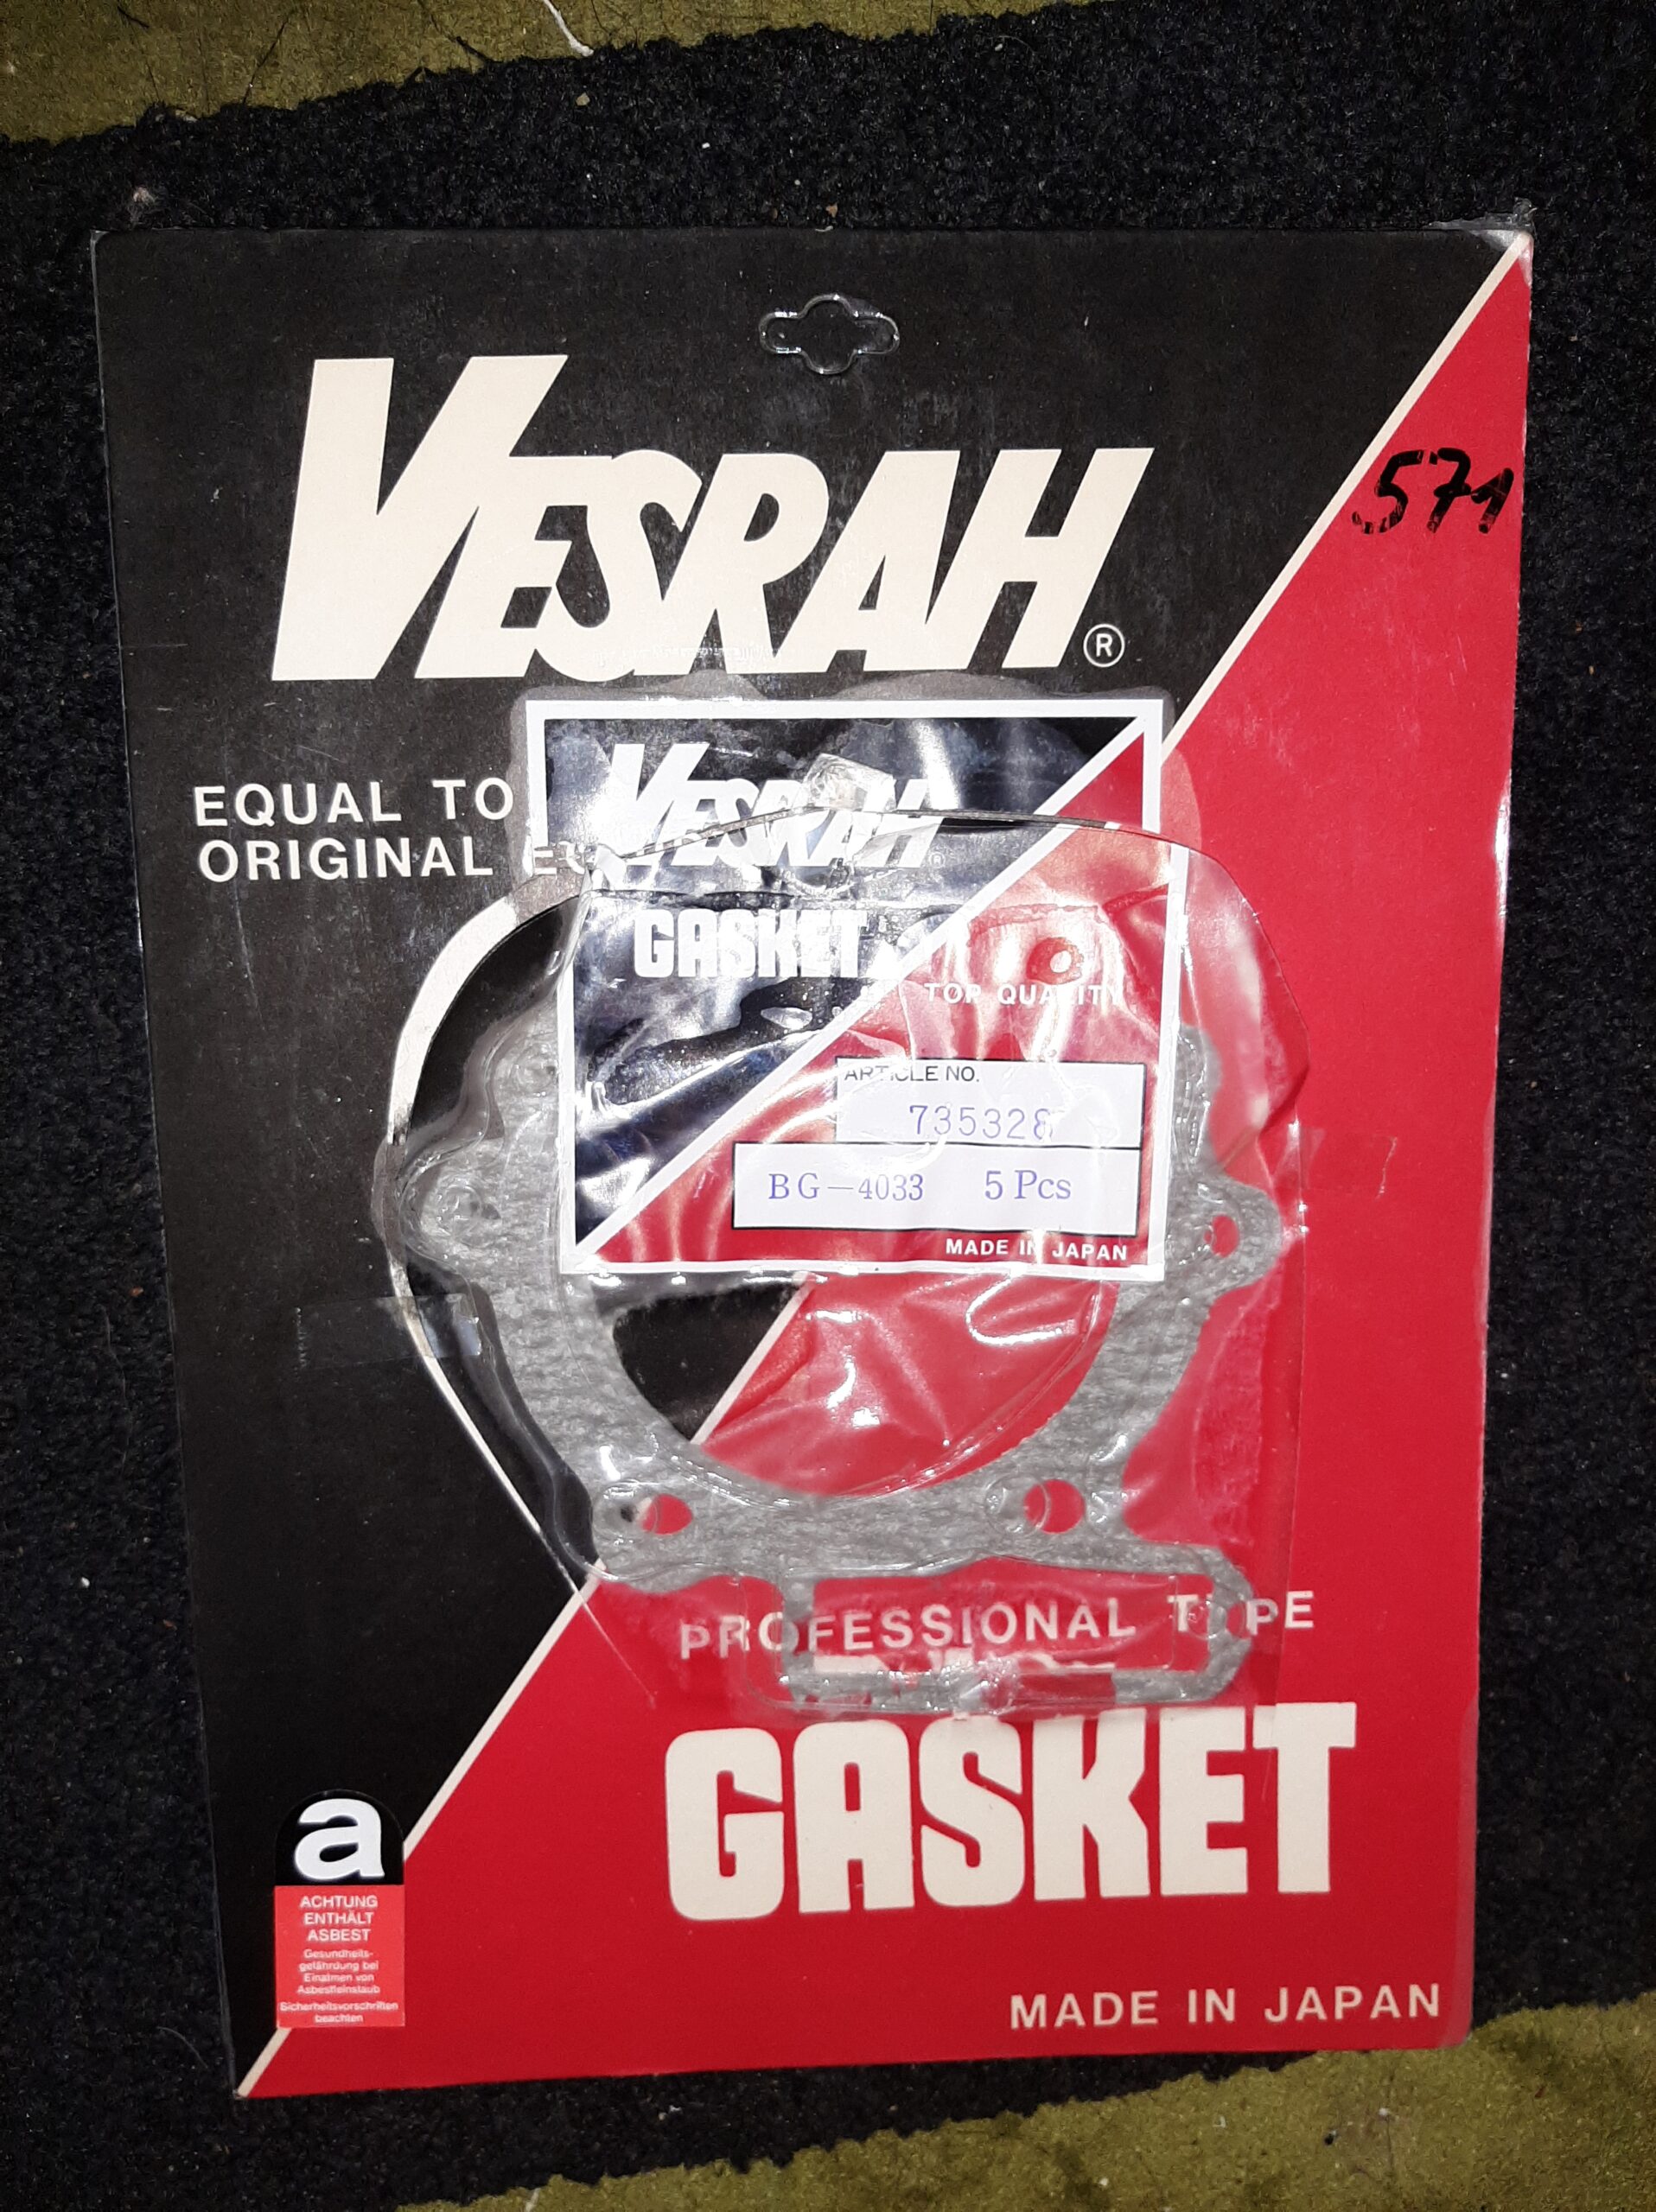 VESRAH®
571
EQUAL TO
ORIGINAL
VESRAH®
GASKET
TOP QUALITY
ARTICLE NO.
735328
BG-4033 5 Pcs
MADE IN JAPAN
PROFESSIONAL TYPE
GASKET
a
ACHTUNG
ENTHÄLT
ASBEST
Gesundheits-
gefährdung bei
Einatmen von
Asbestfeinstaub
Sicherheitsvorschriften
beachten
MADE IN JAPAN